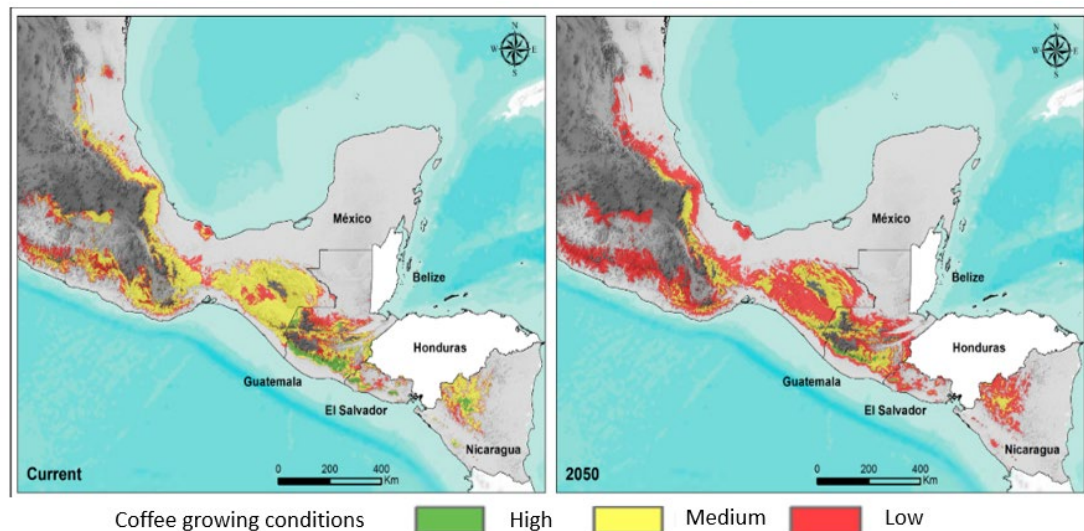 N
W E
S
México
Belize
Honduras
Guatemala
El Salvador
Nicaragua
Current
0 200 400
Km
N
W E
S
México
Belize
Honduras
Guatemala
El Salvador
Nicaragua
2050
0 200 400
Km
Coffee growing conditions High Medium Low